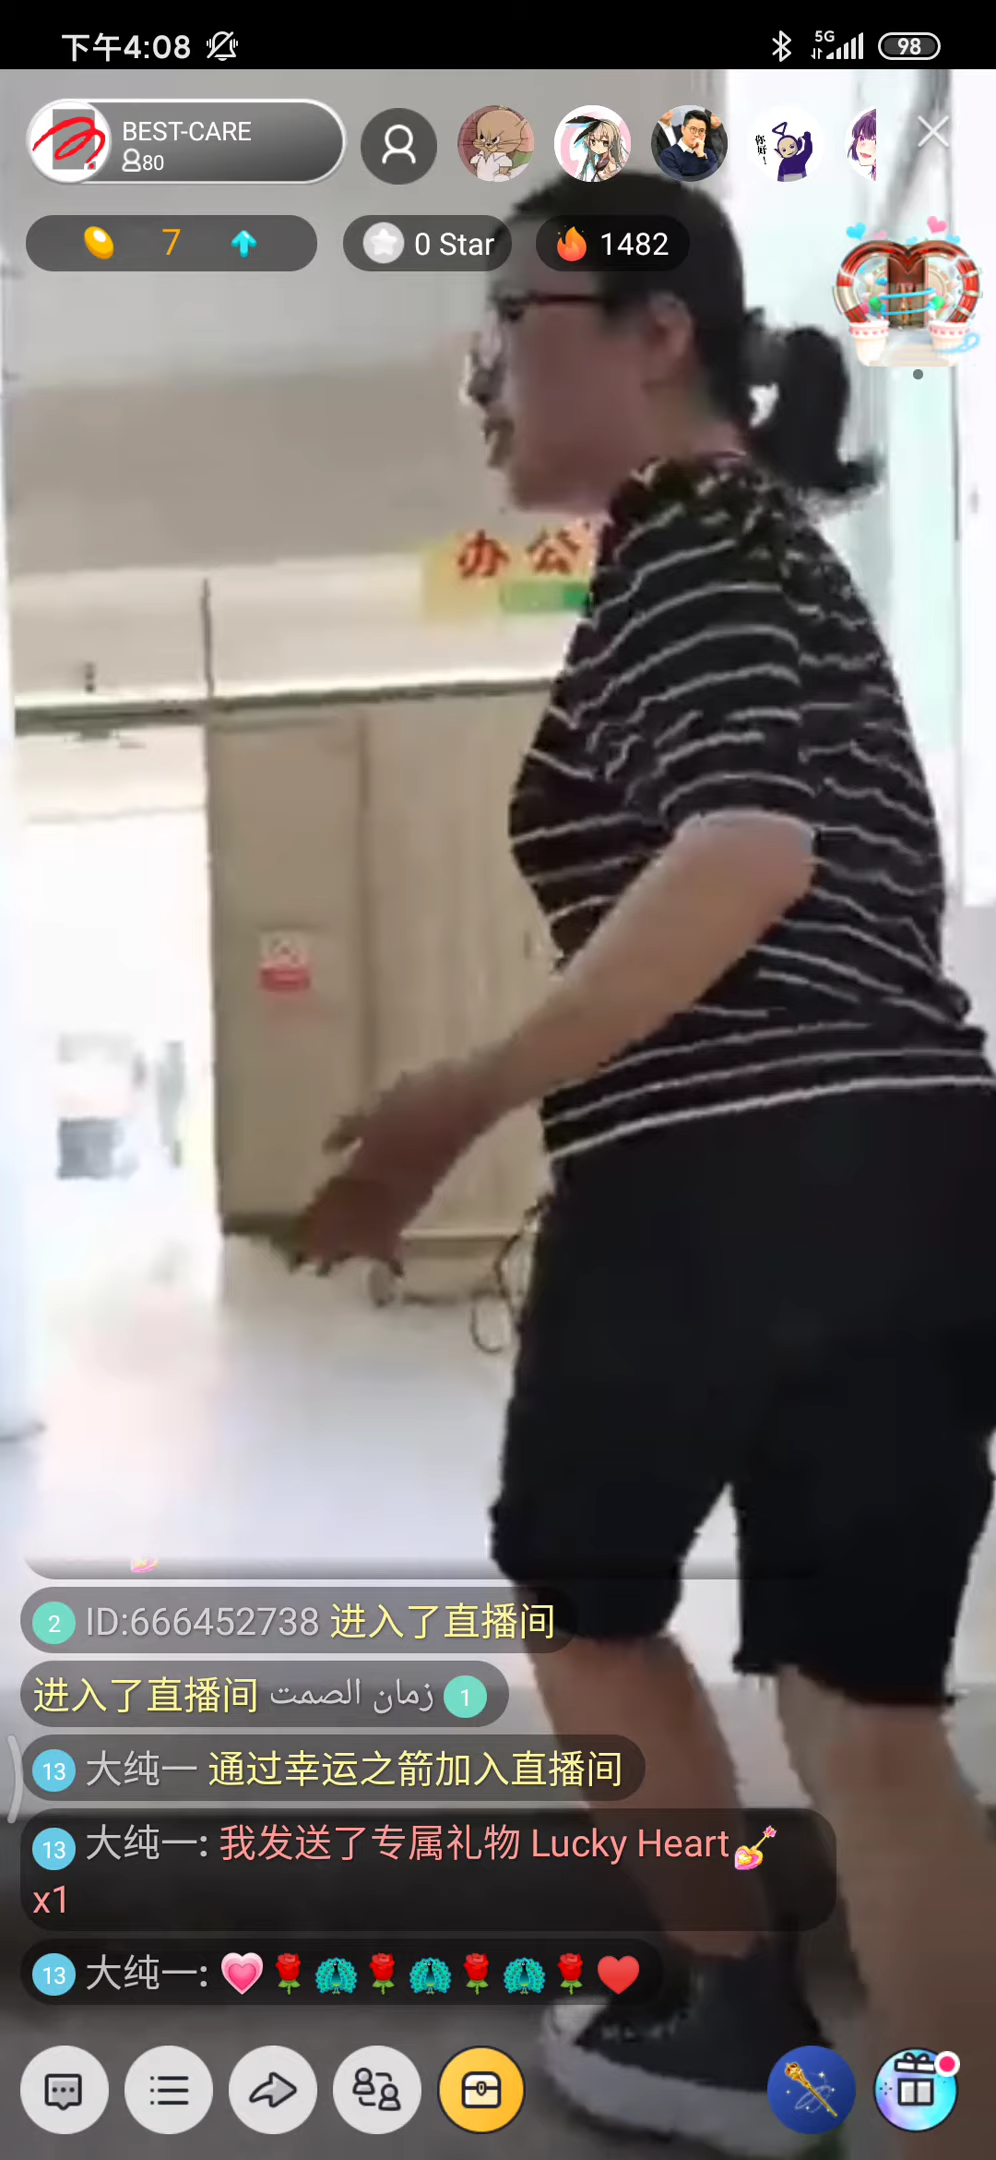 下午4:08
5G
98
BEST-CARE
80
你好!
7
0 Star
1482
办公
2 ID:666452738 进入了直播间
进入了直播间 زمان الصمت 1
13 大纯一 通过幸运之箭加入直播间
13 大纯一: 我发送了专属礼物 Lucky Heart
x1
13 大纯一: 💗🌹🦚🌹🦚🌹🦚🌹❤️